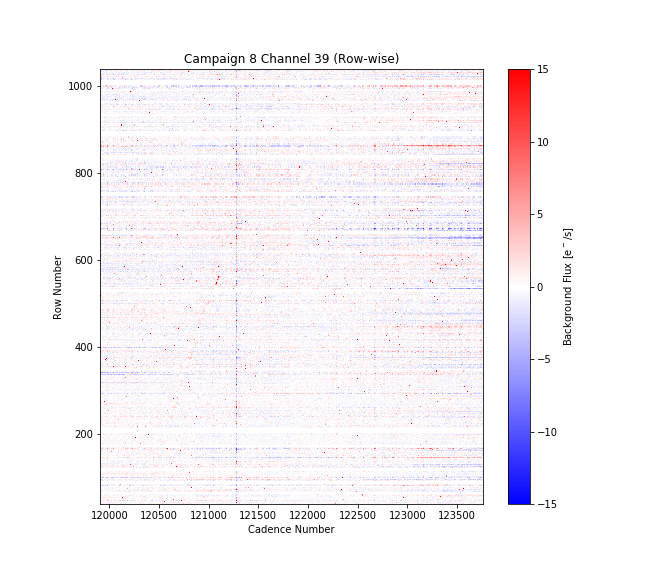 Campaign 8 Channel 39 (Row-wise)
1000
800
600
400
200
Row Number
120000 120500 121000 121500 122000 122500 123000 123500
Cadence Number
15
10
5
0
−5
−10
−15
Background Flux [e⁻/s]